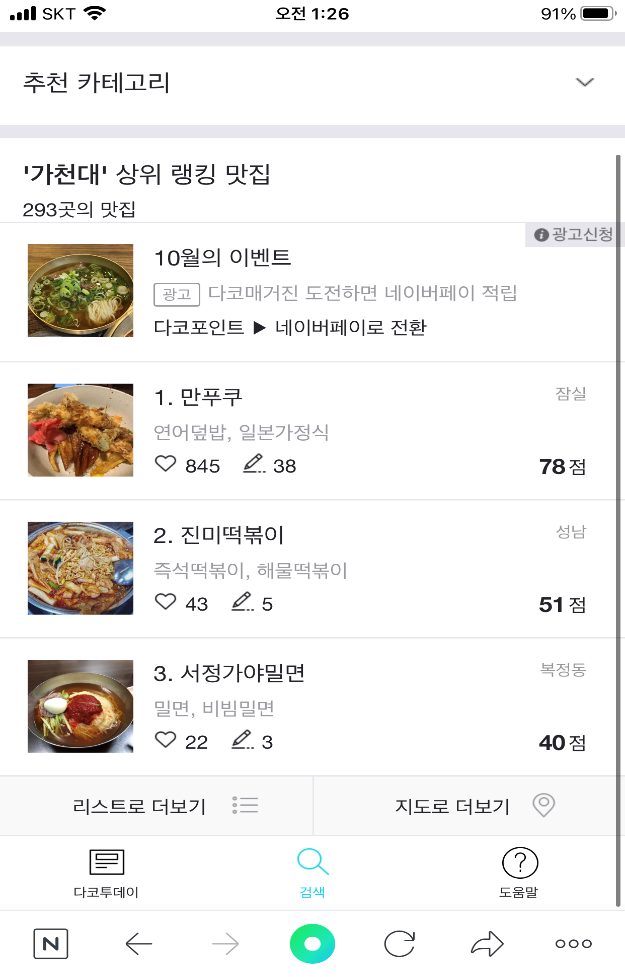 SKT 오전 1:26 91%
추천 카테고리
'가천대' 상위 랭킹 맛집
293곳의 맛집
광고신청
10월의 이벤트
광고 다코매거진 도전하면 네이버페이 적립
다코포인트 ▶ 네이버페이로 전환
1. 만푸쿠 잠실
연어덮밥, 일본가정식
845 38 78점
2. 진미떡볶이 성남
즉석떡볶이, 해물떡볶이
43 5 51점
3. 서정가야밀면 복정동
밀면, 비빔밀면
22 3 40점
리스트로 더보기 지도로 더보기
다코투데이 검색 도움말
N